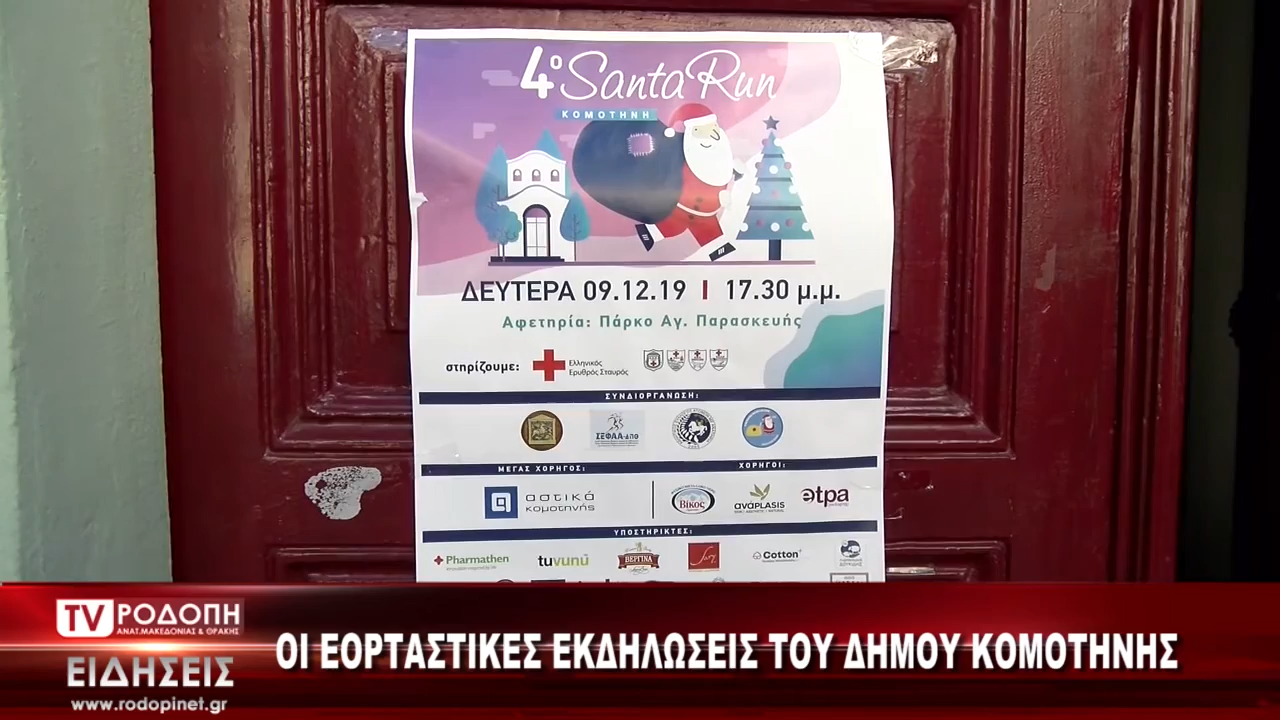 4ο Santa Run
ΚΟΜΟΤΗΝΗ
ΔΕΥΤΕΡΑ 09.12.19 | 17.30 μ.μ.
Αφετηρία: Πάρκο Αγ. Παρασκευής
στηρίζουμε:
Ελληνικός
Ερυθρός Σταυρός
ΣΥΝΔΙΟΡΓΑΝΩΣΗ:
ΣΕΦΑΑ-ΔΠΘ
ΜΕΓΑΣ ΧΟΡΗΓΟΣ:
ΧΟΡΗΓΟΙ:
αστικά
κομοτηνής
Βίκος
ανάplasis
etpa
ΥΠΟΣΤΗΡΙΚΤΕΣ:
Pharmathen
tuvunu
ΒΕΡΓΙΝΑ
Cotton+
TV ΡΟΔΟΠΗ
ΑΝΑΤ.ΜΑΚΕΔΟΝΙΑΣ & ΘΡΑΚΗΣ
ΕΙΔΗΣΕΙΣ
www.rodopinet.gr
ΟΙ ΕΟΡΤΑΣΤΙΚΕΣ ΕΚΔΗΛΩΣΕΙΣ ΤΟΥ ΔΗΜΟΥ ΚΟΜΟΤΗΝΗΣ